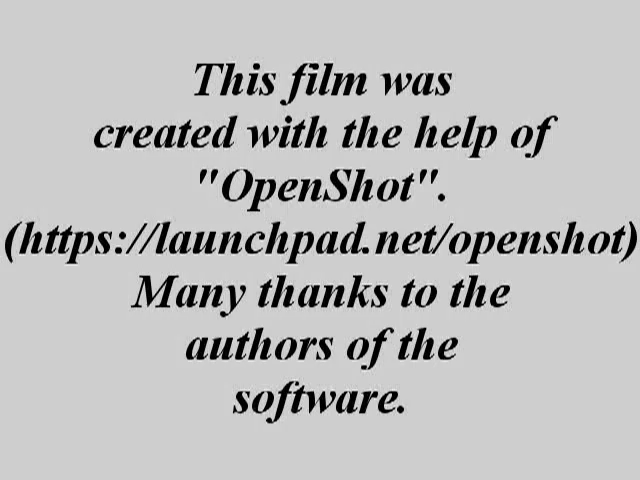 This film was
created with the help of
"OpenShot".
(https://launchpad.net/openshot)
Many thanks to the
authors of the
software.